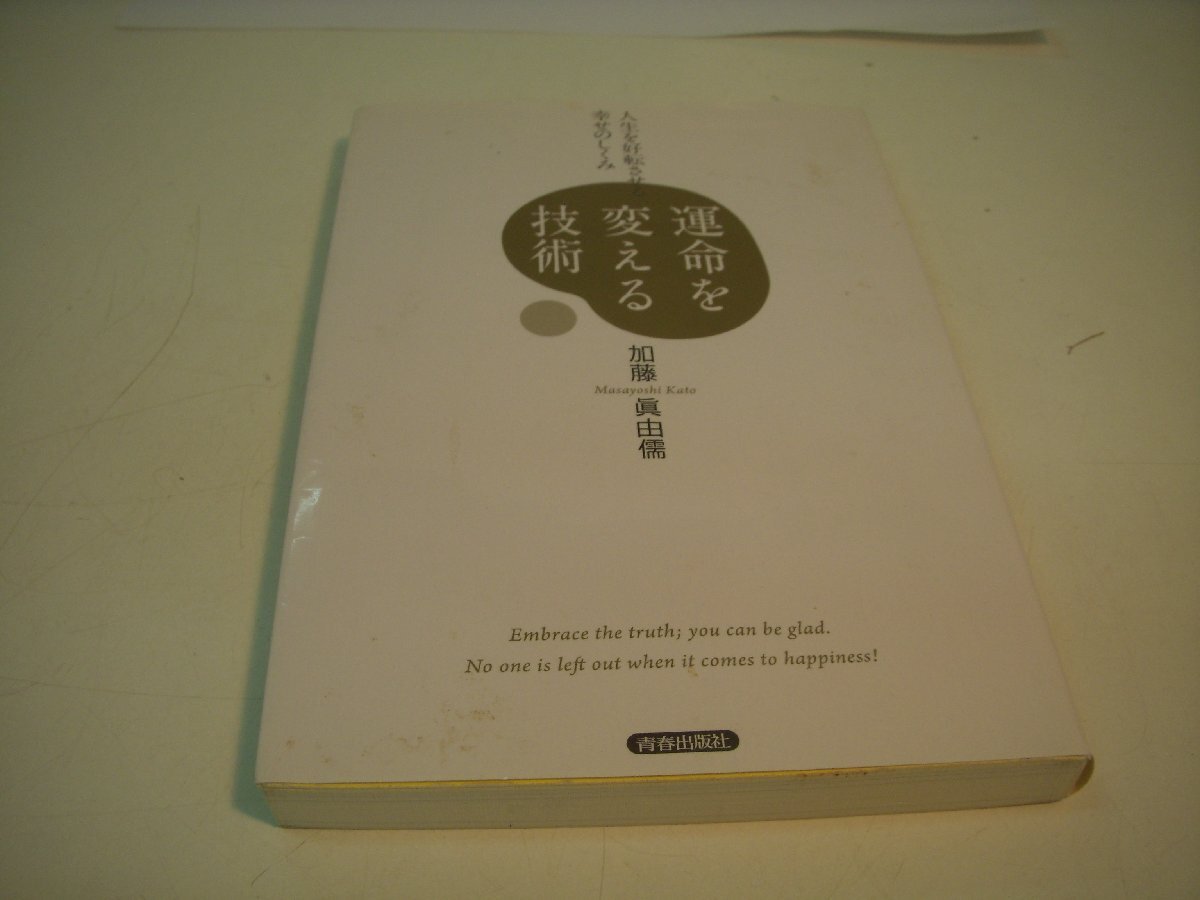 人生を好転させる
幸せのしくみ
運命を
変える
技術
加藤
Masayoshi Kato
眞由儒
Embrace the truth; you can be glad.
No one is left out when it comes to happiness!
青春出版社